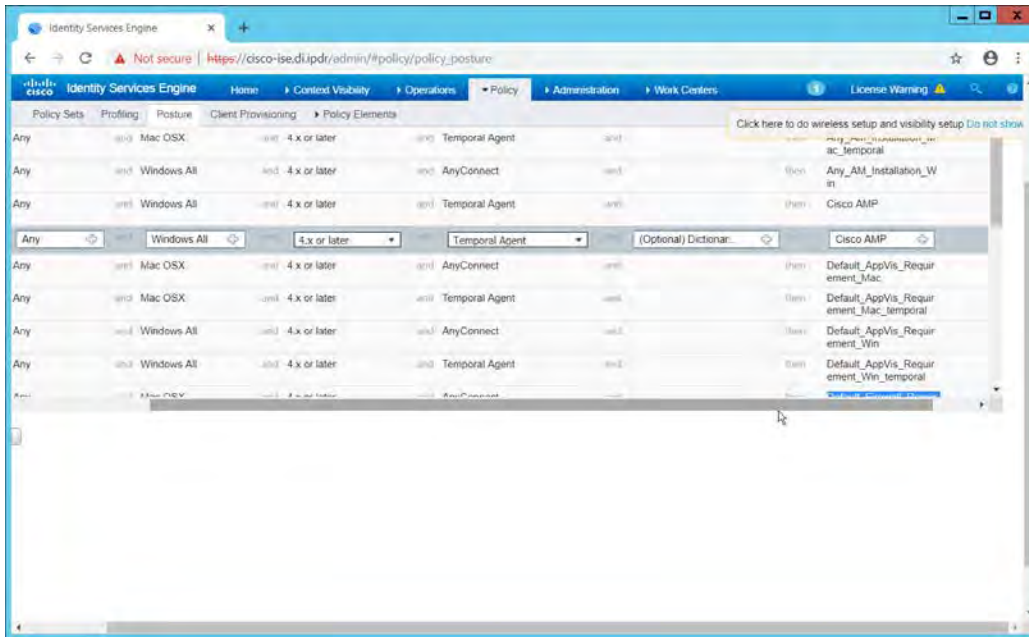 Identity Services Engine
Not secure | https://cisco-ise.di.ipdr/admin/#policy/policy_posture
cisco Identity Services Engine Home Context Visibility Operations Policy Administration Work Centers 1 License Warning
Policy Sets Profiling Posture Client Provisioning Policy Elements
Click here to do wireless setup and visibility setup Do not show
Any and Mac OSX and 4.x or later and Temporal Agent and then
ac_temporal
Any and Windows All and 4.x or later and AnyConnect and then Any_AM_Installation_W
in
Any and Windows All and 4.x or later and Temporal Agent and then Cisco AMP
Any Windows All 4.x or later Temporal Agent (Optional) Dictionar... Cisco AMP
Any and Mac OSX and 4.x or later and AnyConnect and then Default_AppVis_Requir
ement_Mac
Any and Mac OSX and 4.x or later and Temporal Agent and then Default_AppVis_Requir
ement_Mac_temporal
Any and Windows All and 4.x or later and AnyConnect and then Default_AppVis_Requir
ement_Win
Any and Windows All and 4.x or later and Temporal Agent and then Default_AppVis_Requir
ement_Win_temporal